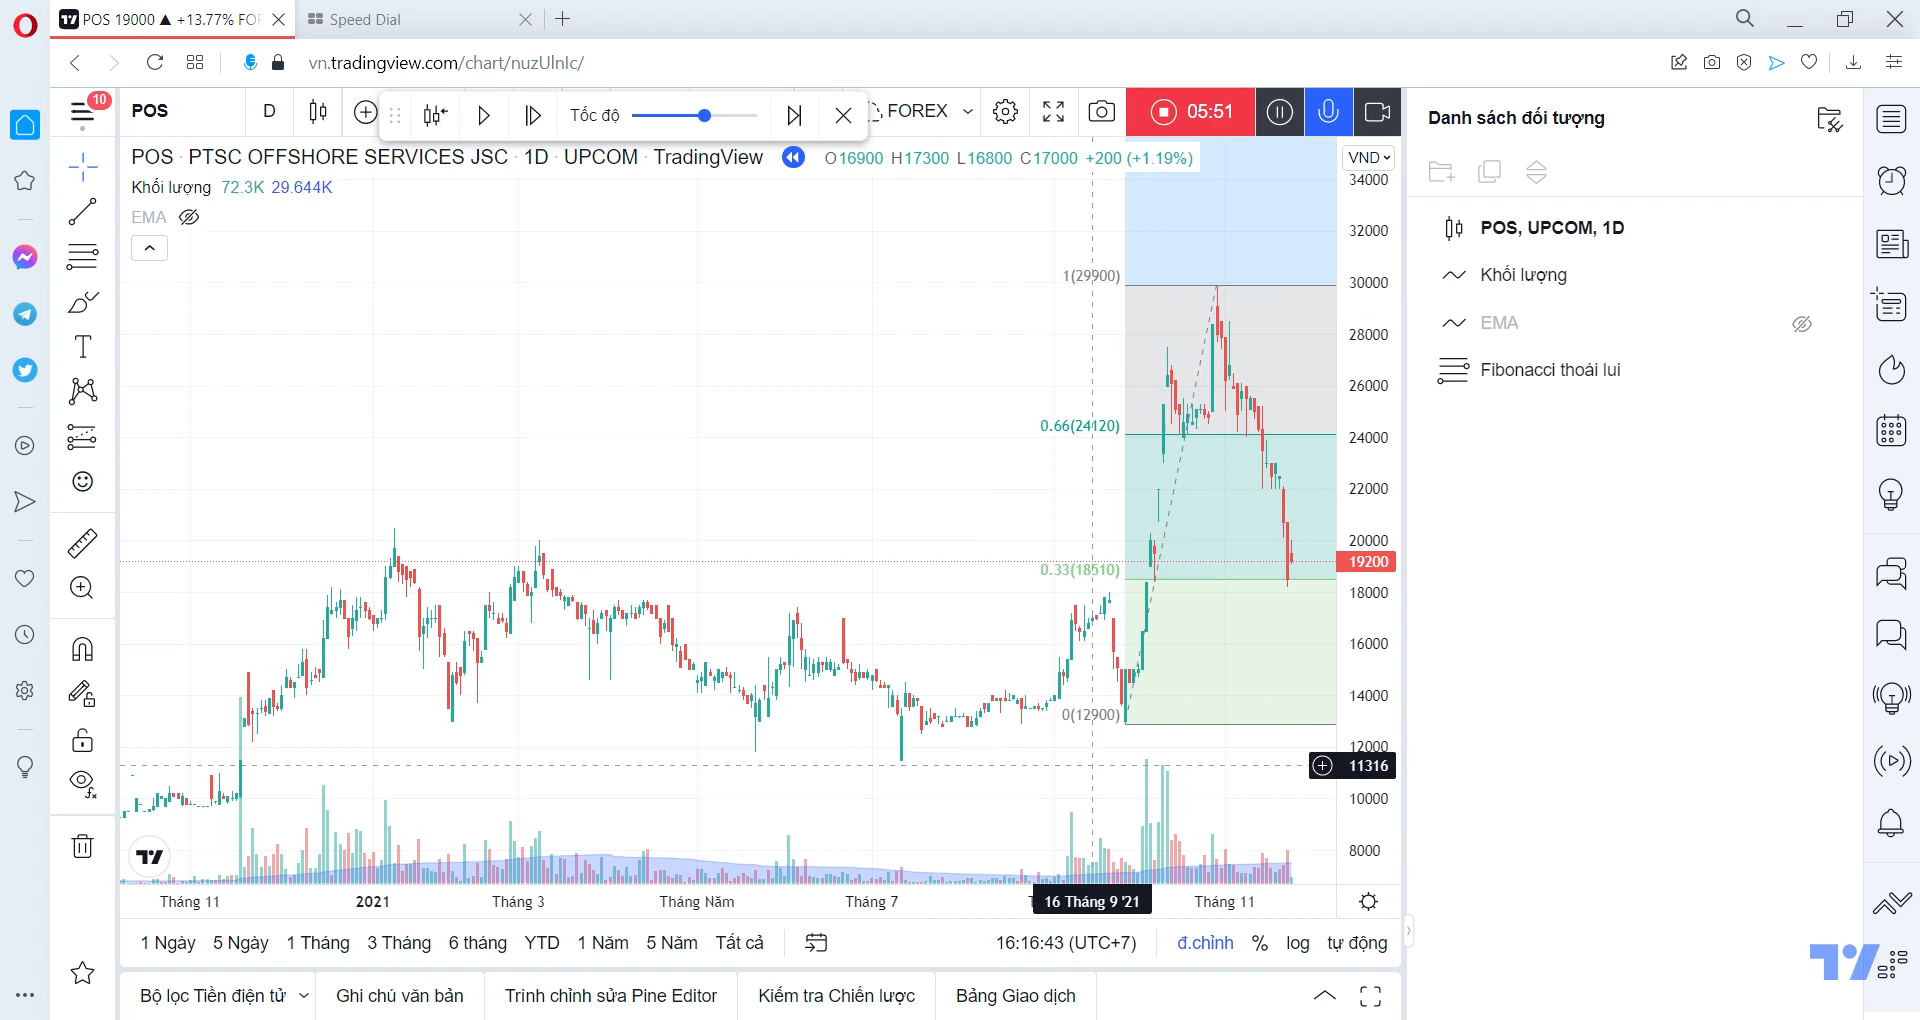 POS 19000 ▲ +13.77% FOR
Speed Dial
vn.tradingview.com/chart/nuzUlnIc/
10
POS
D
Tốc độ
FOREX
05:51
POS · PTSC OFFSHORE SERVICES JSC · 1D · UPCOM · TradingView
O16900 H17300 L16800 C17000 +200 (+1.19%)
VND
Khối lượng 72.3K 29.644K
EMA
Danh sách đối tượng
POS, UPCOM, 1D
Khối lượng
EMA
Fibonacci thoái lui
34000
32000
30000
28000
26000
24000
22000
20000
19200
18000
16000
14000
12000
11316
10000
8000
1(29900)
0.66(24120)
0.33(18510)
0(12900)
Tháng 11
2021
Tháng 3
Tháng Năm
Tháng 7
16 Tháng 9 '21
Tháng 11
1 Ngày 5 Ngày 1 Tháng 3 Tháng 6 tháng YTD 1 Năm 5 Năm Tất cả
16:16:43 (UTC+7)
đ.chỉnh % log tự động
Bộ lọc Tiền điện tử
Ghi chú văn bản
Trình chỉnh sửa Pine Editor
Kiểm tra Chiến lược
Bảng Giao dịch